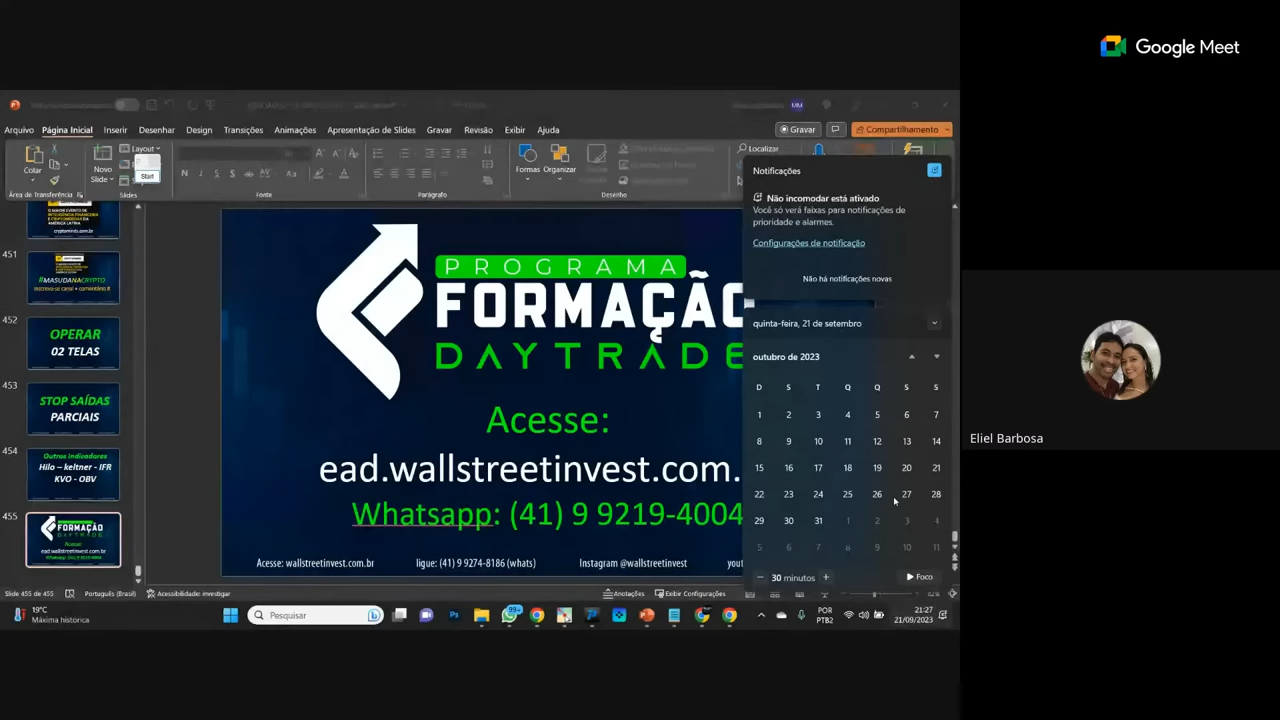 Google Meet
MM
Arquivo Página Inicial Inserir Desenhar Design Transições Animações Apresentação de Slides Gravar Revisão Exibir Ajuda
Gravar
Compartilhamento
Colar
Novo
Slide
Layout
Start
Formas
Organizar
Localizar
Área de Transferência
Slides
Fonte
Parágrafo
Desenho
cryptominds.com.br
451
#MASUDANACRYPTO
452
OPERAR
02 TELAS
453
STOP SAÍDAS
PARCIAIS
454
Outros indicadores
Hilo – keltner - IFR
KVO - OBV
455
FORMAÇÃO
PROGRAMA
FORMAÇÃO
DAYTRADE
Acesse:
ead.wallstreetinvest.com.
Whatsapp: (41) 9 9219-4004
Acesse: wallstreetinvest.com.br
ligue: (41) 9 9274-8186 (whats)
Instagram @wallstreetinvest
yout
Notificações
Não incomodar está ativado
Você só verá faixas para notificações de
prioridade e alarmes.
Configurações de notificação
Não há notificações novas
quinta-feira, 21 de setembro
outubro de 2023
D S T Q Q S S
1 2 3 4 5 6 7
8 9 10 11 12 13 14
15 16 17 18 19 20 21
22 23 24 25 26 27 28
29 30 31 1 2 3 4
5 6 7 8 9 10 11
30 minutos
Foco
Eliel Barbosa
Slide 455 de 455
Português (Brasil)
Acessibilidade: investigar
Anotações
Exibir Configurações
19°C
Máxima historica
Pesquisar
99+
POR
PTB2
21:27
21/09/2023